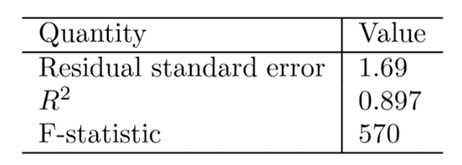 Quantity Value
Residual standard error 1.69
R² 0.897
F-statistic 570